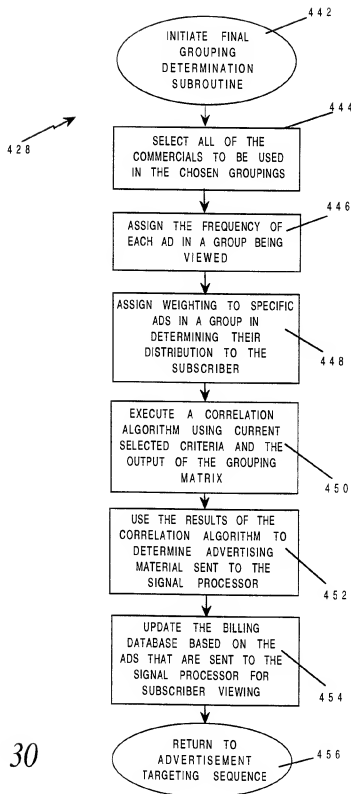 442
INITIATE FINAL
GROUPING
DETERMINATION
SUBROUTINE
428
444
SELECT ALL OF THE
COMMERCIALS TO BE USED
IN THE CHOSEN GROUPINGS
446
ASSIGN THE FREQUENCY OF
EACH AD IN A GROUP BEING
VIEWED
ASSIGN WEIGHTING TO SPECIFIC
ADS IN A GROUP IN
DETERMINING THEIR
DISTRIBUTION TO THE
SUBSCRIBER
448
EXECUTE A CORRELATION
ALGORITHM USING CURRENT
SELECTED CRITERIA AND THE
OUTPUT OF THE GROUPING
MATRIX
450
USE THE RESULTS OF THE
CORRELATION ALGORITHM TO
DETERMINE ADVERTISING
MATERIAL SENT TO THE
SIGNAL PROCESSOR
452
UPDATE THE BILLING
DATABASE BASED ON THE
ADS THAT ARE SENT TO THE
SIGNAL PROCESSOR FOR
SUBSCRIBER VIEWING
454
RETURN TO
ADVERTISEMENT
TARGETING SEQUENCE
456
30